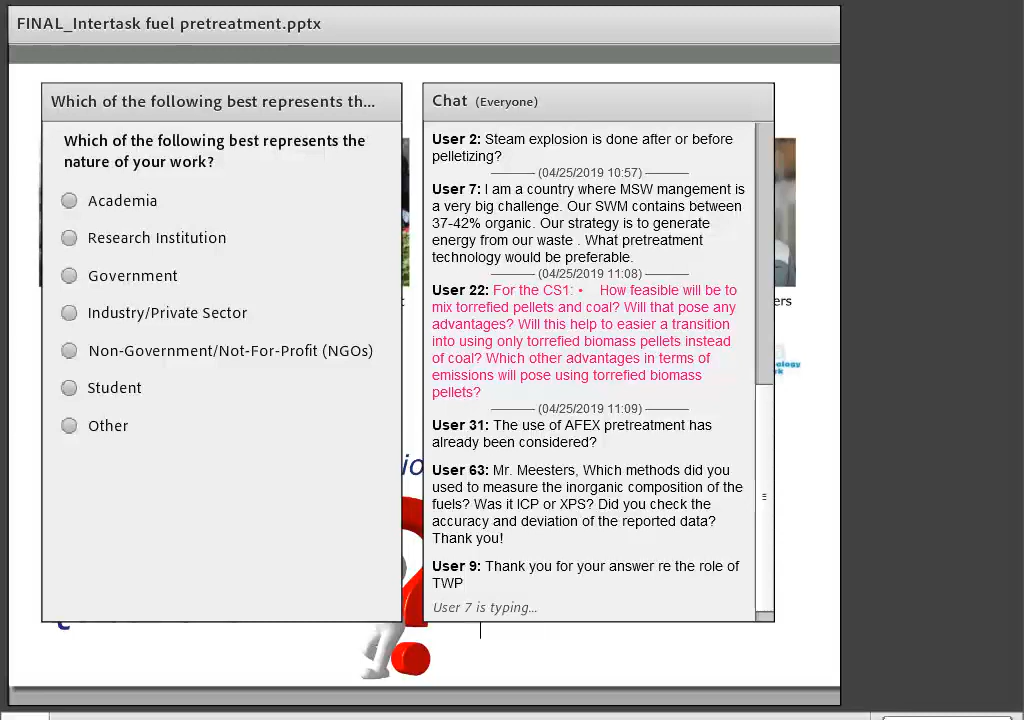 FINAL_Intertask fuel pretreatment.pptx
Which of the following best represents th...
Which of the following best represents the
nature of your work?
Academia
Research Institution
Government
Industry/Private Sector
Non-Government/Not-For-Profit (NGOs)
Student
Other
Chat (Everyone)
User 2: Steam explosion is done after or before
pelletizing?
(04/25/2019 10:57)
User 7: I am a country where MSW mangement is
a very big challenge. Our SWM contains between
37-42% organic. Our strategy is to generate
energy from our waste . What pretreatment
technology would be preferable.
(04/25/2019 11:08)
User 22: For the CS1: • How feasible will be to
mix torrefied pellets and coal? Will that pose any
advantages? Will this help to easier a transition
into using only torrefied biomass pellets instead
of coal? Which other advantages in terms of
emissions will pose using torrefied biomass
pellets?
(04/25/2019 11:09)
User 31: The use of AFEX pretreatment has
already been considered?
User 63: Mr. Meesters, Which methods did you
used to measure the inorganic composition of the
fuels? Was it ICP or XPS? Did you check the
accuracy and deviation of the reported data?
Thank you!
User 9: Thank you for your answer re the role of
TWP
User 7 is typing...